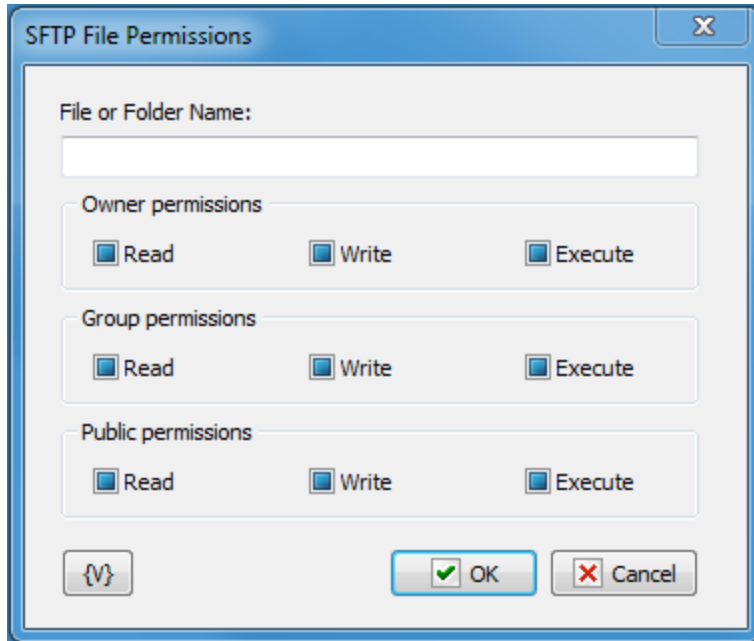 SFTP File Permissions
File or Folder Name:
Owner permissions
Read Write Execute
Group permissions
Read Write Execute
Public permissions
Read Write Execute
{V} OK Cancel